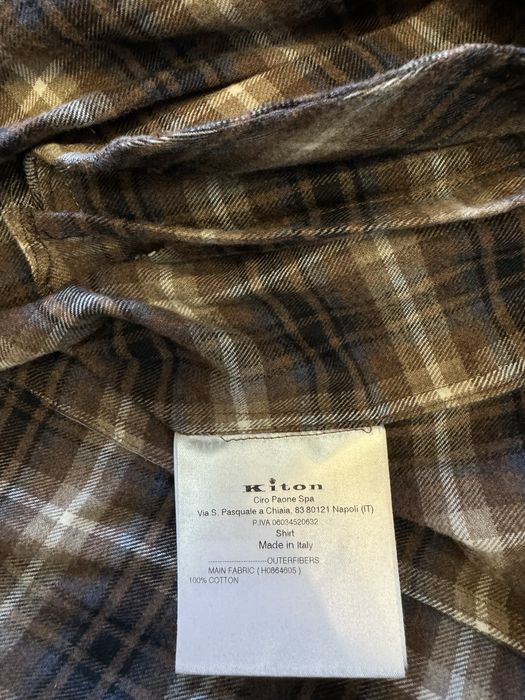 Kiton
Ciro Paone Spa
Via S. Pasquale a Chiaia, 83 80121 Napoli (IT)
P.IVA 06034520632
Shirt
Made in Italy
------------------------OUTERFIBERS
MAIN FABRIC ( H0864605 )
100% COTTON